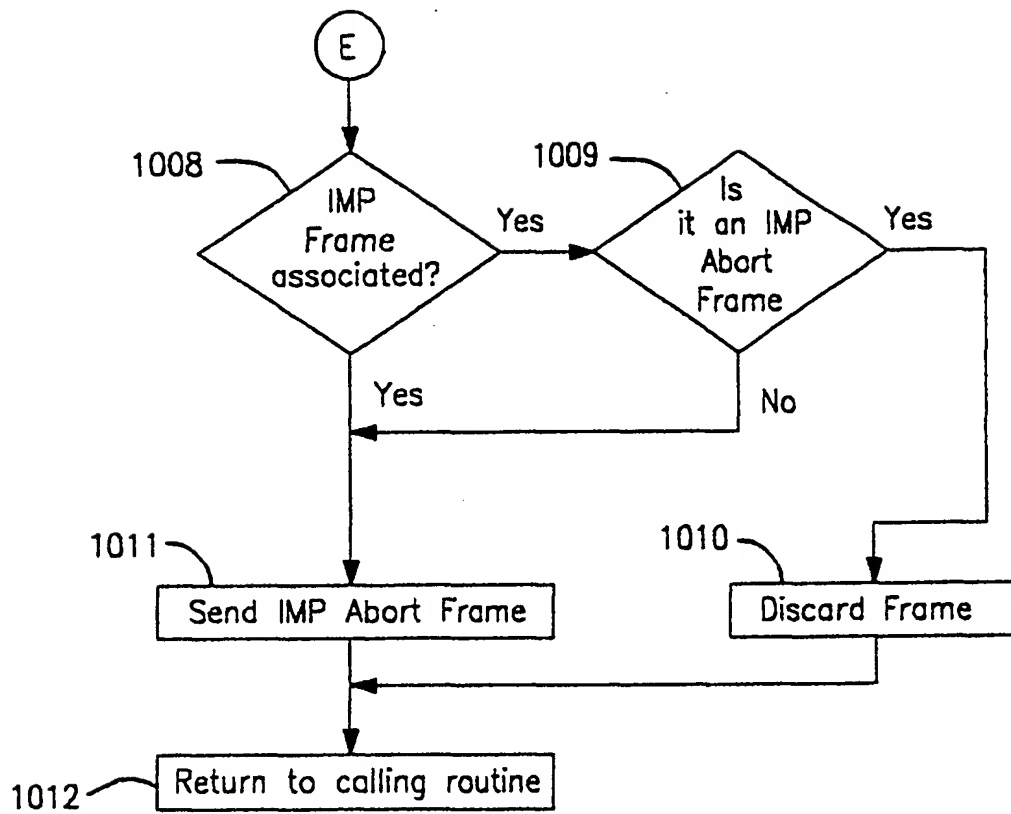 E
1008
IMP
Frame
associated?
Yes
1009
Is
it an IMP
Abort
Frame
Yes
Yes
No
1011
Send IMP Abort Frame
1010
Discard Frame
1012
Return to calling routine